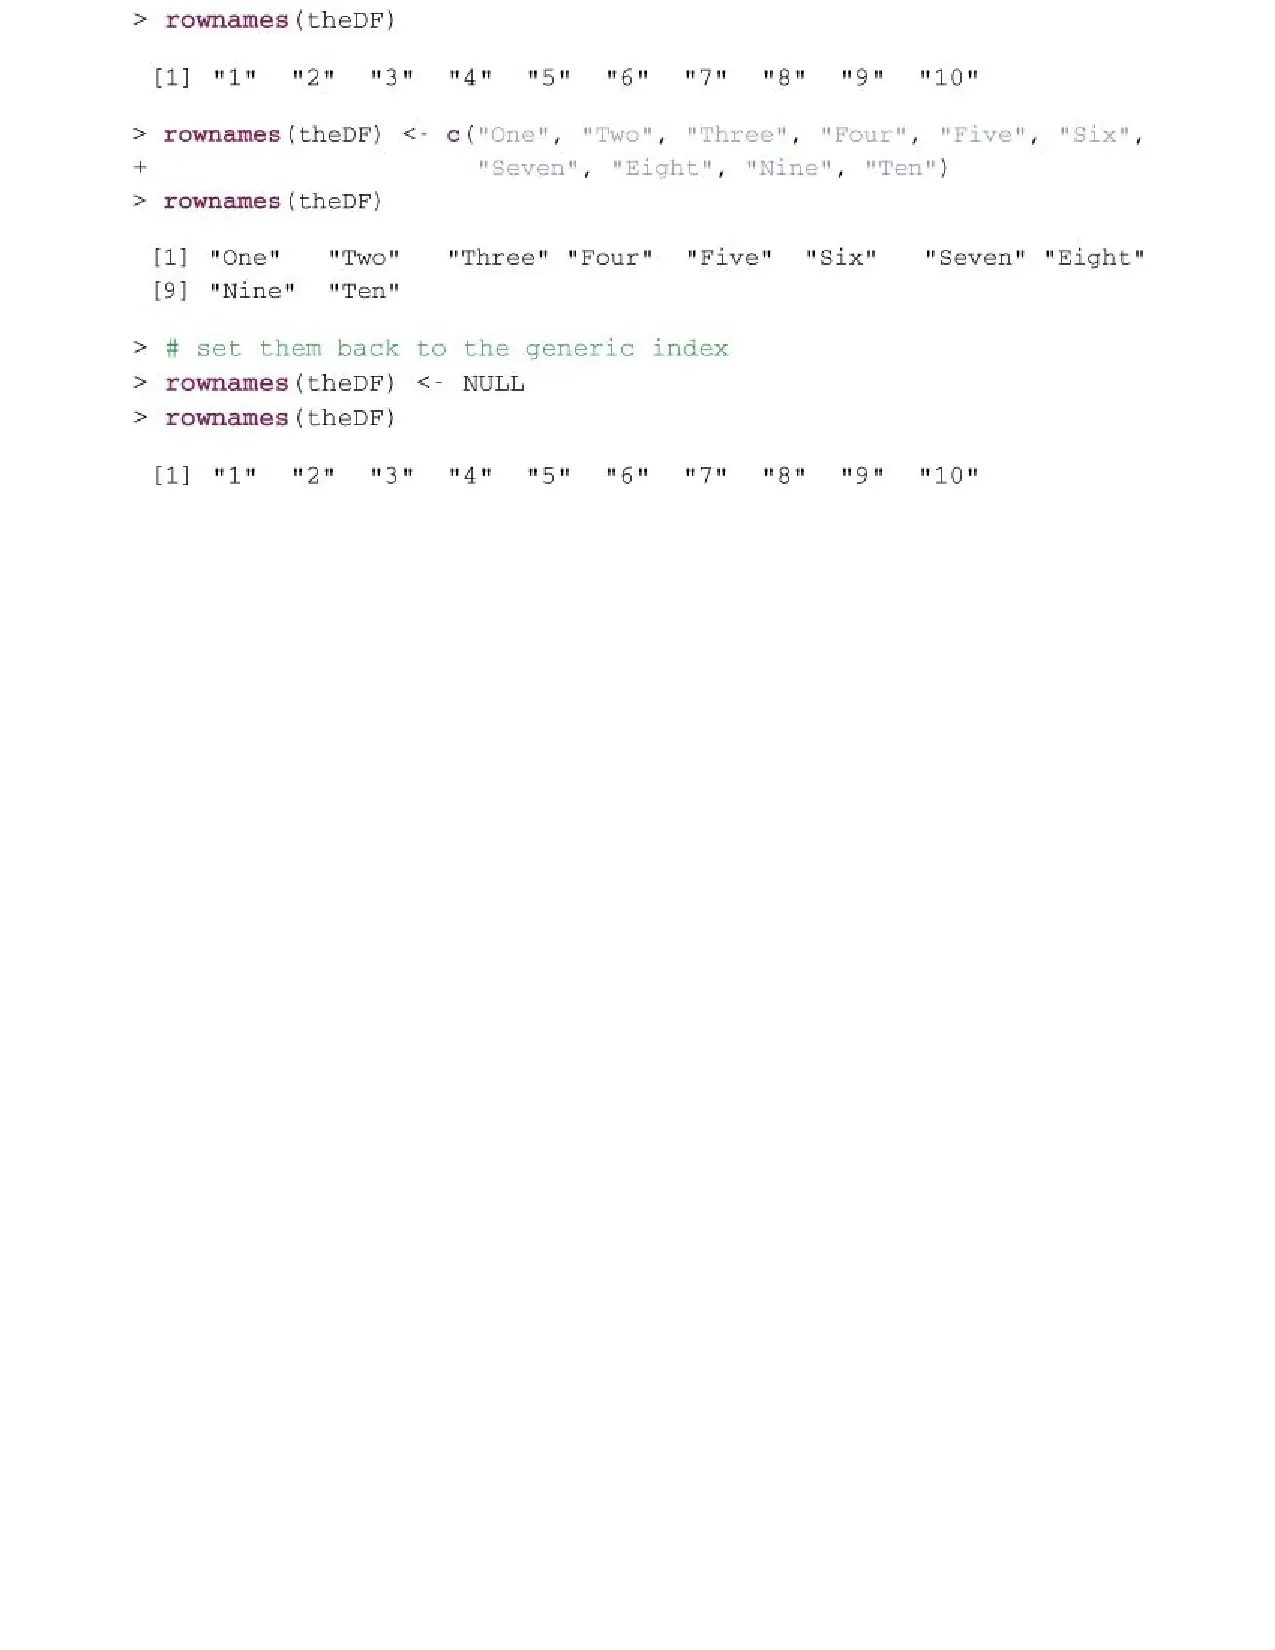 > rownames(theDF)
[1] "1" "2" "3" "4" "5" "6" "7" "8" "9" "10"
> rownames(theDF) <- c("One", "Two", "Three", "Four", "Five", "Six",
+ "Seven", "Eight", "Nine", "Ten")
> rownames(theDF)
[1] "One" "Two" "Three" "Four" "Five" "Six" "Seven" "Eight"
[9] "Nine" "Ten"
> # set them back to the generic index
> rownames(theDF) <- NULL
> rownames(theDF)
[1] "1" "2" "3" "4" "5" "6" "7" "8" "9" "10"